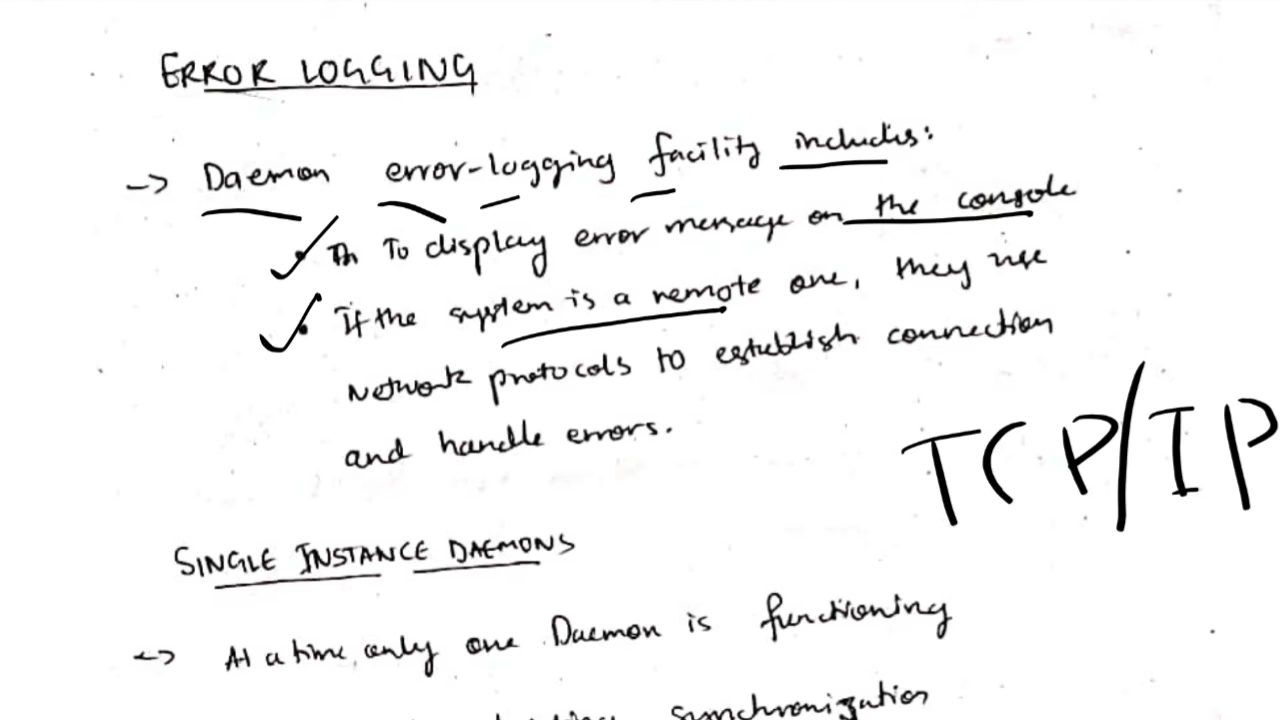 ERROR LOGGING
-> Daemon error-logging facility includes:
To display error message on the console
If the system is a remote one, they use
Network protocols to establish connection
and handle errors.
TCP/IP
SINGLE INSTANCE DAEMONS
-> At a time, only one Daemon is functioning
synchronization